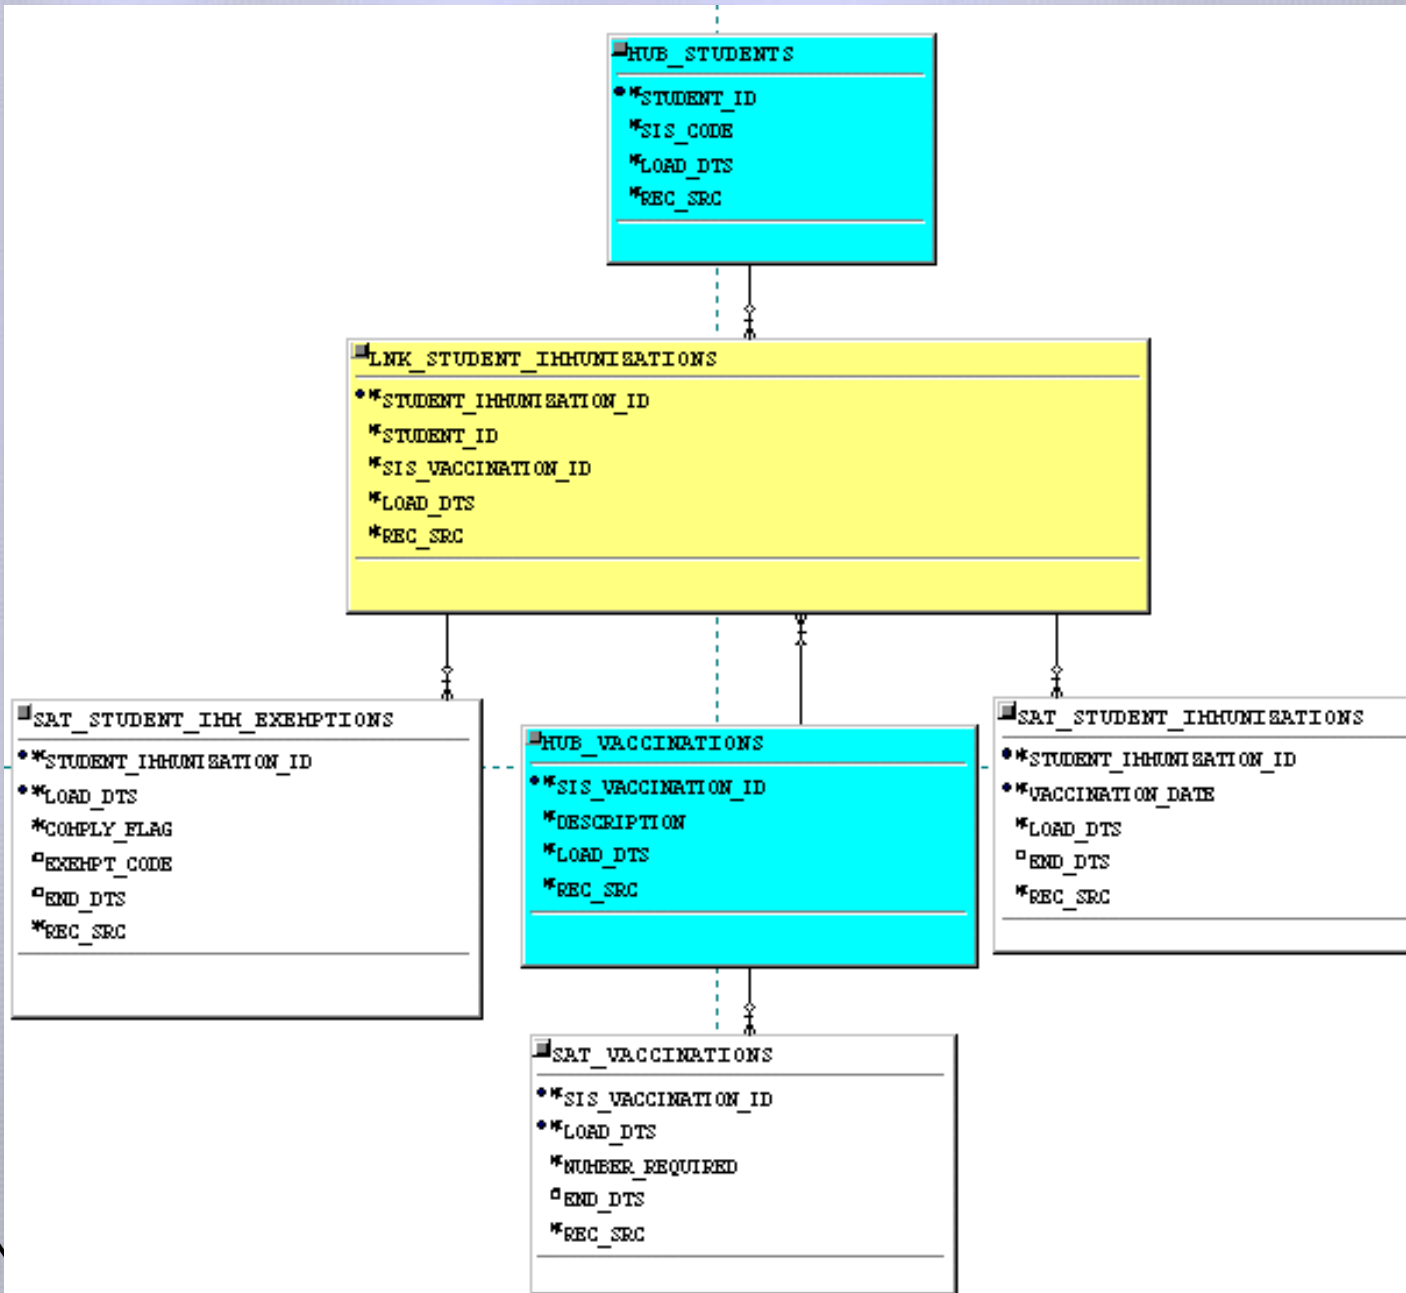 HUB_STUDENTS
*STUDENT_ID
*SIS_CODE
*LOAD_DTS
*REC_SRC
LNK_STUDENT_IMMUNIZATIONS
*STUDENT_IMMUNIZATION_ID
*STUDENT_ID
*SIS_VACCINATION_ID
*LOAD_DTS
*REC_SRC
SAT_STUDENT_IMM_EXEMPTIONS
*STUDENT_IMMUNIZATION_ID
*LOAD_DTS
*COMPLY_FLAG
EXEMPT_CODE
END_DTS
*REC_SRC
HUB_VACCINATIONS
*SIS_VACCINATION_ID
*DESCRIPTION
*LOAD_DTS
*REC_SRC
SAT_STUDENT_IMMUNIZATIONS
*STUDENT_IMMUNIZATION_ID
*VACCINATION_DATE
*LOAD_DTS
END_DTS
*REC_SRC
SAT_VACCINATIONS
*SIS_VACCINATION_ID
*LOAD_DTS
*NUMBER_REQUIRED
END_DTS
*REC_SRC